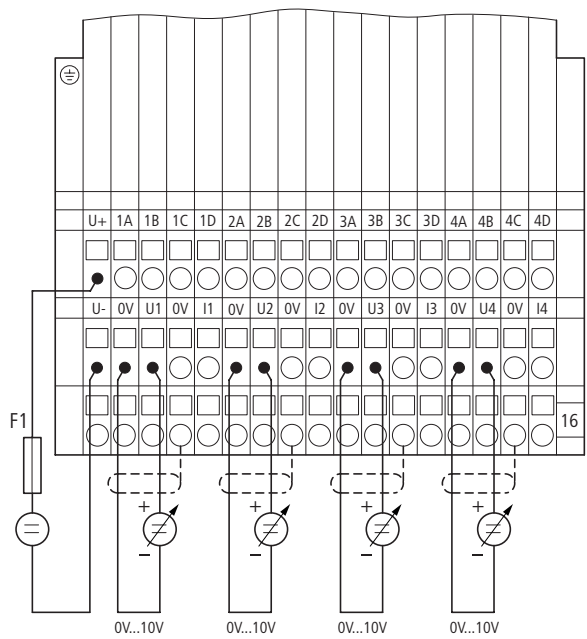 U+ 1A 1B 1C 1D 2A 2B 2C 2D 3A 3B 3C 3D 4A 4B 4C 4D
U- 0V U1 0V I1 0V U2 0V I2 0V U3 0V I3 0V U4 0V I4
F1
16
+ + + +
− − − −
0V...10V 0V...10V 0V...10V 0V...10V